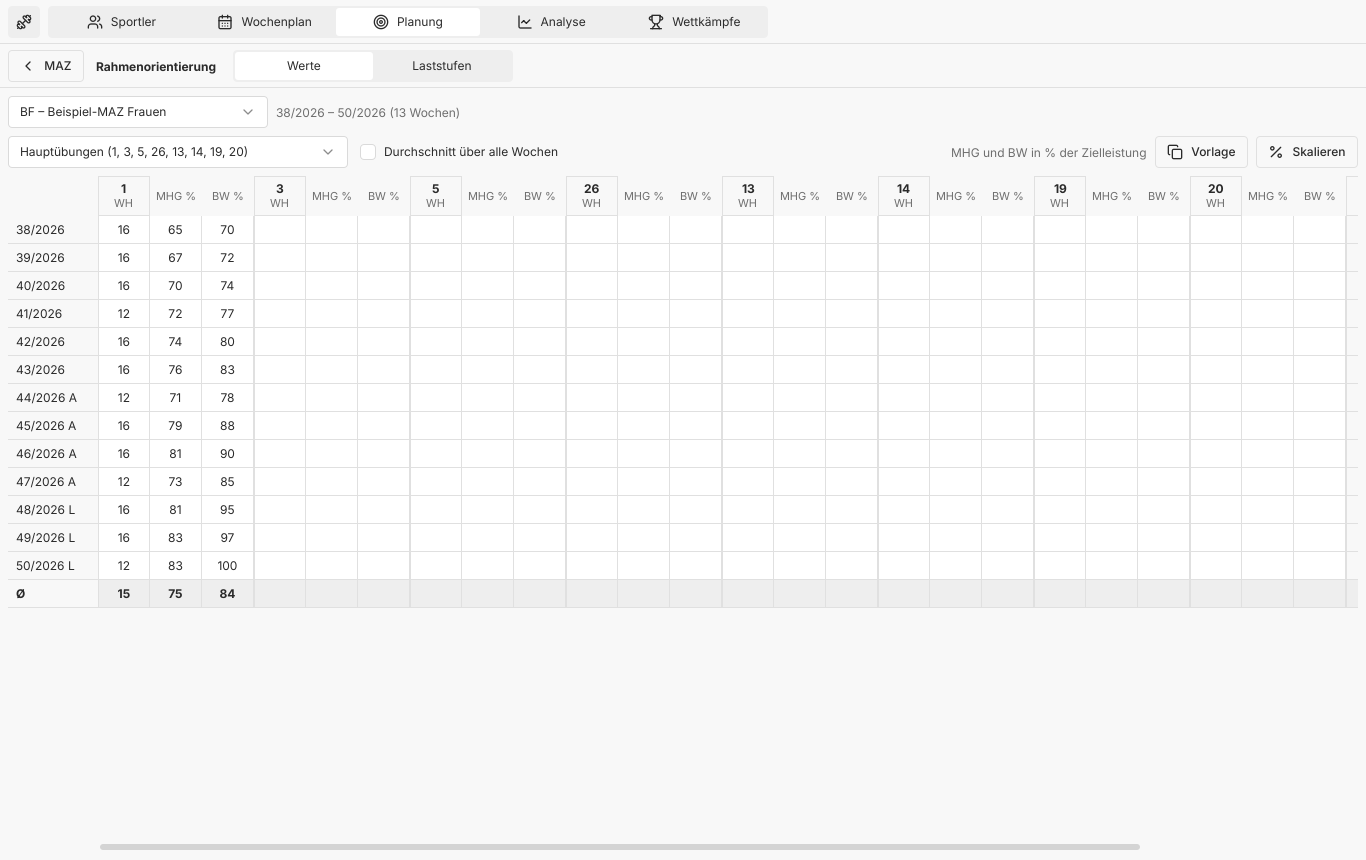 Sportler Wochenplan Planung Analyse Wettkämpfe
MAZ Rahmenorientierung Werte Laststufen
BF – Beispiel-MAZ Frauen 38/2026 – 50/2026 (13 Wochen)
Hauptübungen (1, 3, 5, 26, 13, 14, 19, 20) Durchschnitt über alle Wochen MHG und BW in % der Zielleistung Vorlage Skalieren
1 3 5 26 13 14 19 20
WH MHG % BW % WH MHG % BW % WH MHG % BW % WH MHG % BW % WH MHG % BW % WH MHG % BW % WH MHG % BW % WH MHG % BW %
38/2026 16 65 70
39/2026 16 67 72
40/2026 16 70 74
41/2026 12 72 77
42/2026 16 74 80
43/2026 16 76 83
44/2026 A 12 71 78
45/2026 A 16 79 88
46/2026 A 16 81 90
47/2026 A 12 73 85
48/2026 L 16 81 95
49/2026 L 16 83 97
50/2026 L 12 83 100
Ø 15 75 84